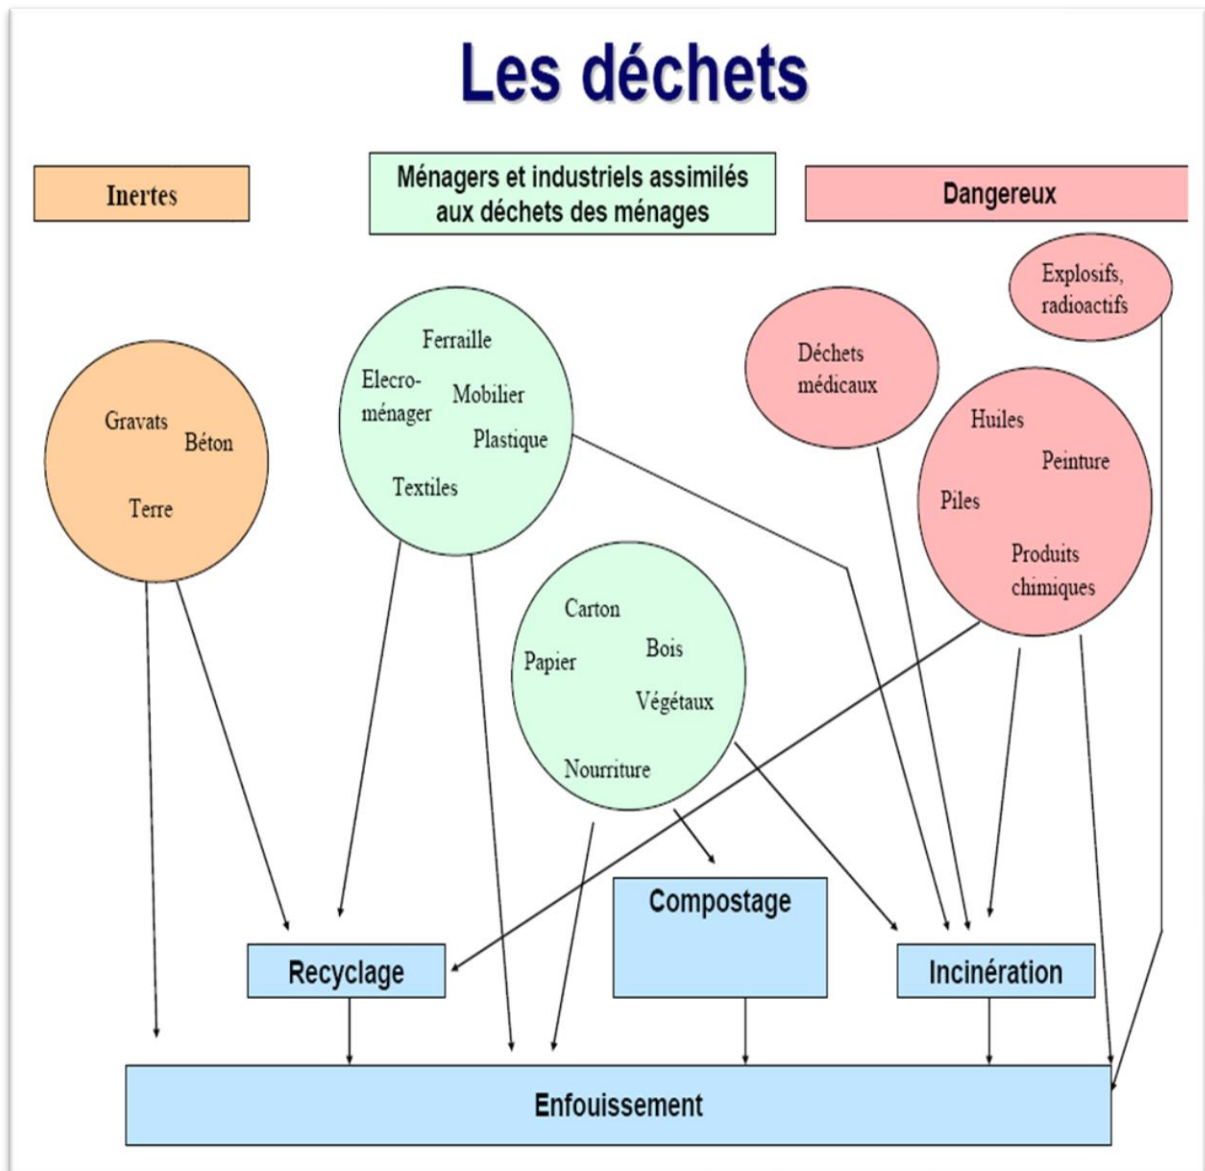 Les déchets
Inertes
Ménagers et industriels assimilés
aux déchets des ménages
Dangereux
Explosifs,
radioactifs
Déchets
médicaux
Ferraille
Elecro-
ménager
Mobilier
Plastique
Textiles
Gravats
Béton
Terre
Huiles
Peinture
Piles
Produits
chimiques
Carton
Bois
Papier
Végétaux
Nourriture
Compostage
Recyclage
Incinération
Enfouissement